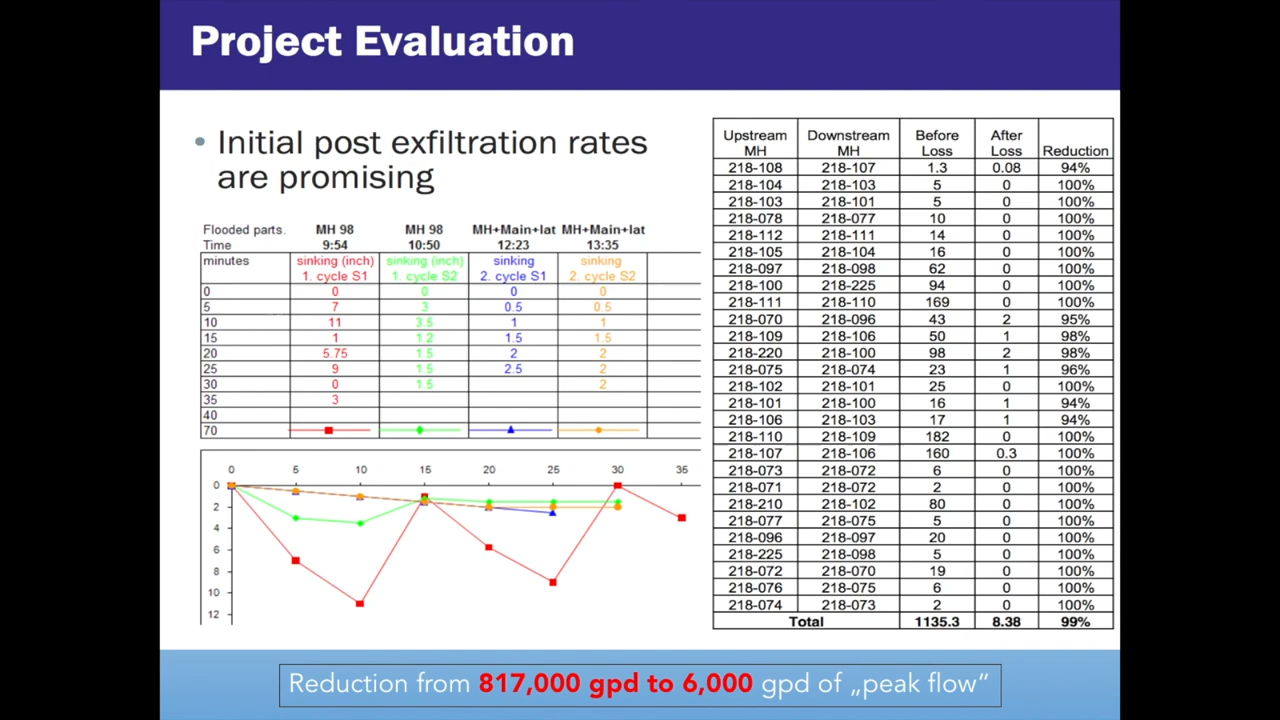 Project Evaluation
• Initial post exfiltration rates
are promising
Flooded parts. MH 98 MH 98 MH+Main+lat MH+Main+lat
Time 9:54 10:50 12:23 13:35
minutes sinking (inch) sinking (inch) sinking sinking
1. cycle S1 1. cycle S2 2. cycle S1 2. cycle S2
0 0 0 0 0
5 7 3 0.5 0.5
10 11 3.5 1 1
15 1 1.2 1.5 1.5
20 5.75 1.5 2 2
25 9 1.5 2.5 2
30 0 1.5 2
35 3
40
70
0 5 10 15 20 25 30 35
0
2
4
6
8
10
12
Upstream Downstream Before After
MH MH Loss Loss Reduction
218-108 218-107 1.3 0.08 94%
218-104 218-103 5 0 100%
218-103 218-101 5 0 100%
218-078 218-077 10 0 100%
218-112 218-111 14 0 100%
218-105 218-104 16 0 100%
218-097 218-098 62 0 100%
218-100 218-225 94 0 100%
218-111 218-110 169 0 100%
218-070 218-096 43 2 95%
218-109 218-106 50 1 98%
218-220 218-100 98 2 98%
218-075 218-074 23 1 96%
218-102 218-101 25 0 100%
218-101 218-100 16 1 94%
218-106 218-103 17 1 94%
218-110 218-109 182 0 100%
218-107 218-106 160 0.3 100%
218-073 218-072 6 0 100%
218-071 218-072 2 0 100%
218-210 218-102 80 0 100%
218-077 218-075 5 0 100%
218-096 218-097 20 0 100%
218-225 218-098 5 0 100%
218-072 218-070 19 0 100%
218-076 218-075 6 0 100%
218-074 218-073 2 0 100%
Total 1135.3 8.38 99%
Reduction from 817,000 gpd to 6,000 gpd of „peak flow“